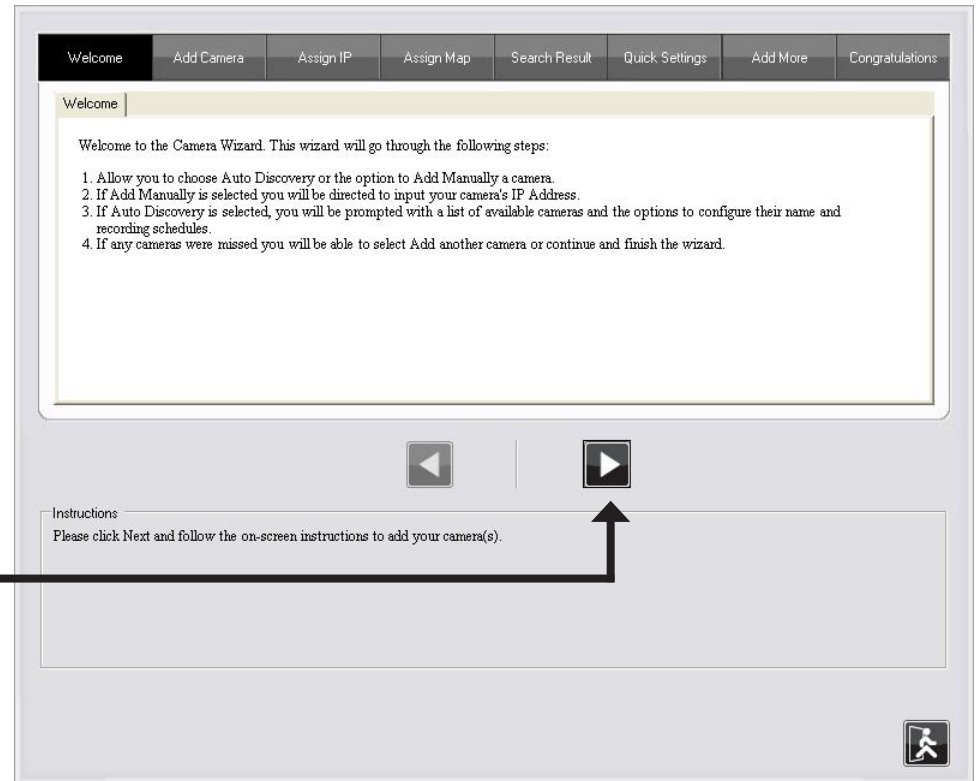 Welcome Add Camera Assign IP Assign Map Search Result Quick Settings Add More Congratulations
Welcome
Welcome to the Camera Wizard. This wizard will go through the following steps:
1. Allow you to choose Auto Discovery or the option to Add Manually a camera.
2. If Add Manually is selected you will be directed to input your camera's IP Address.
3. If Auto Discovery is selected, you will be prompted with a list of available cameras and the options to configure their name and
recording schedules.
4. If any cameras were missed you will be able to select Add another camera or continue and finish the wizard.
Instructions
Please click Next and follow the on-screen instructions to add your camera(s).